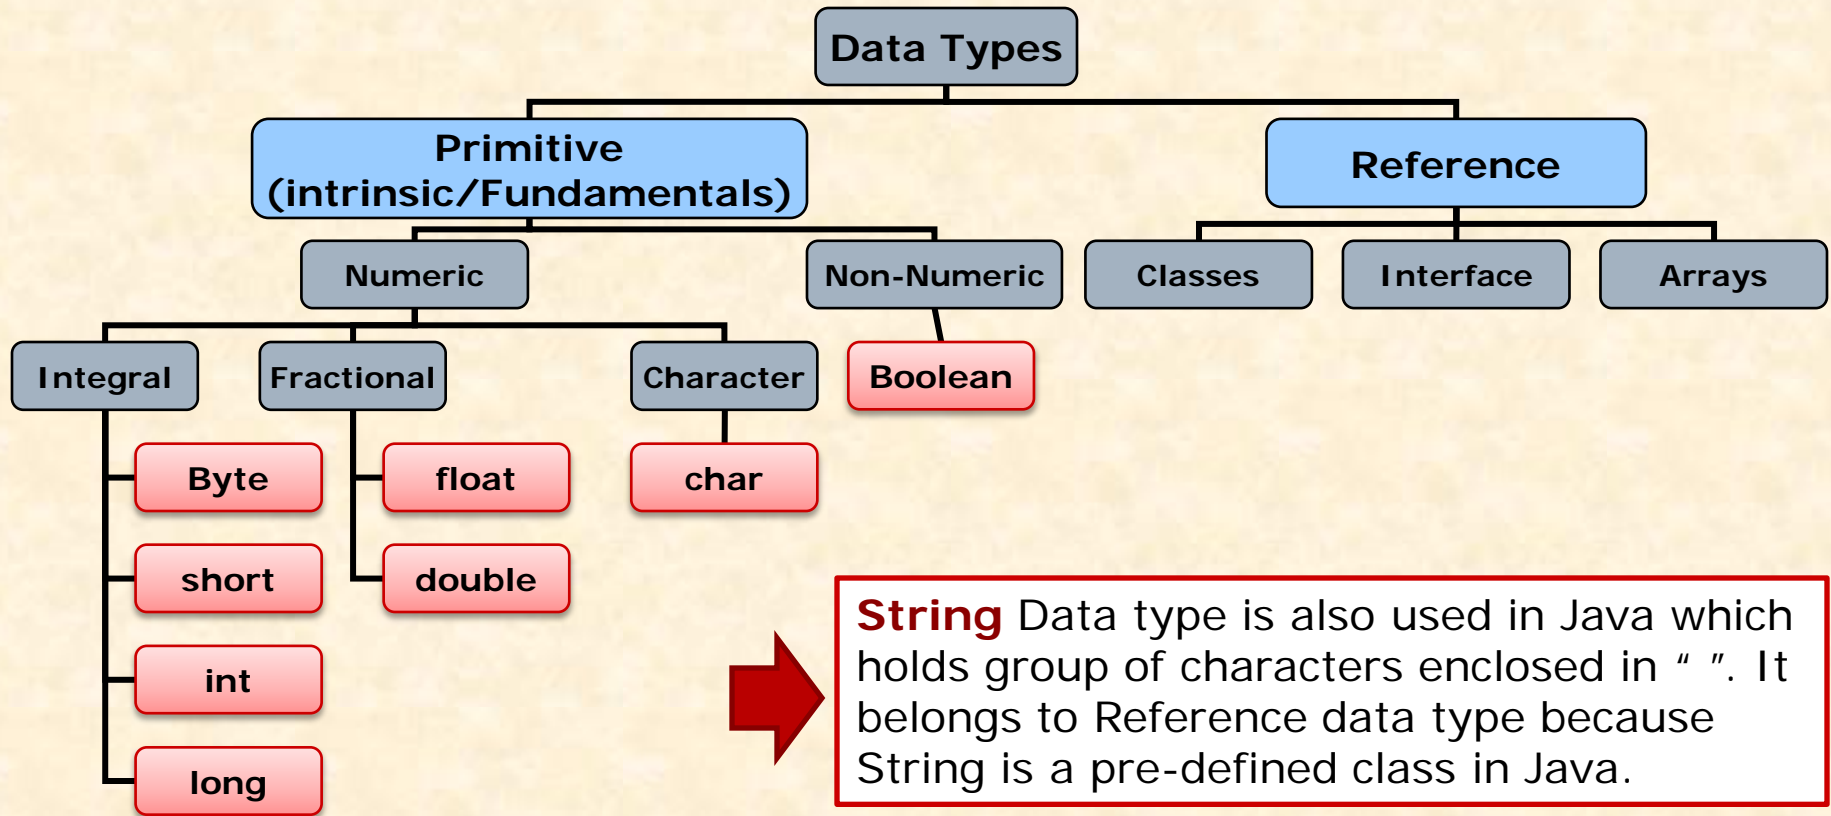 Data Types
Primitive
(intrinsic/Fundamentals)
Reference
Numeric
Non-Numeric
Classes
Interface
Arrays
Integral
Fractional
Character
Boolean
Byte
float
char
short
double
int
long
String Data type is also used in Java which
holds group of characters enclosed in “ ”. It
belongs to Reference data type because
String is a pre-defined class in Java.